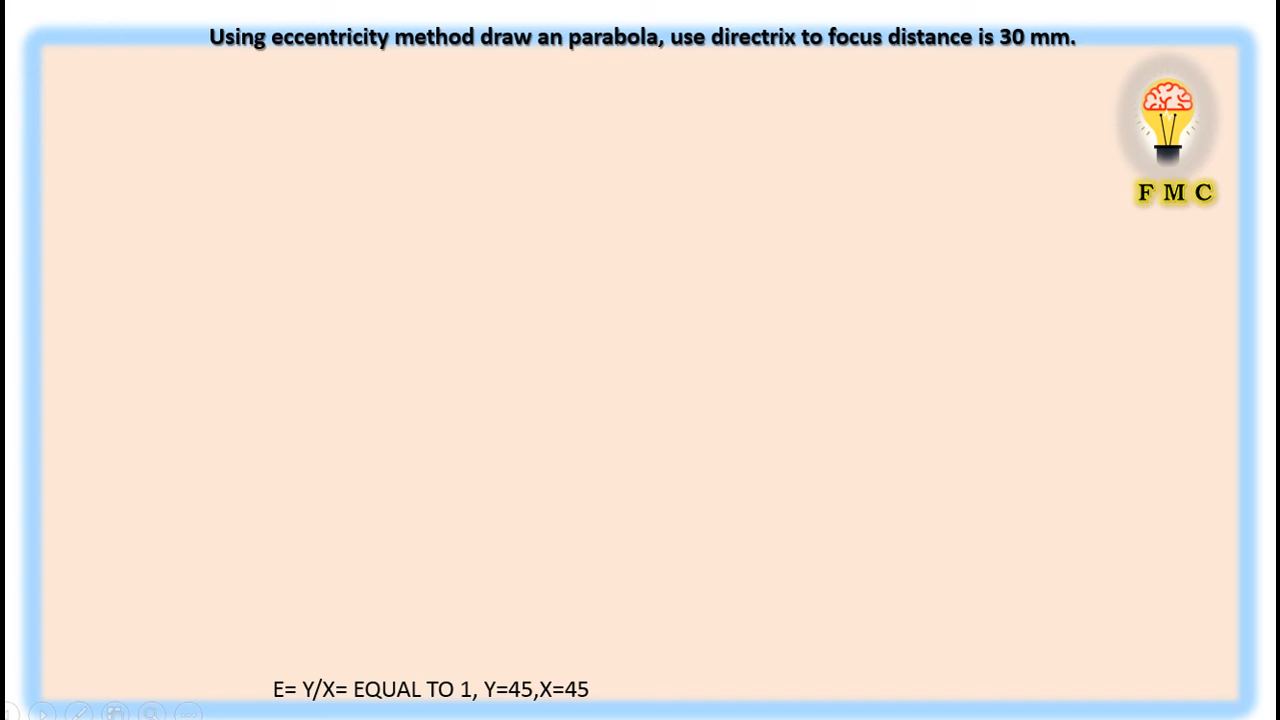 Using eccentricity method draw an parabola, use directrix to focus distance is 30 mm.
F M C
E= Y/X= EQUAL TO 1, Y=45,X=45